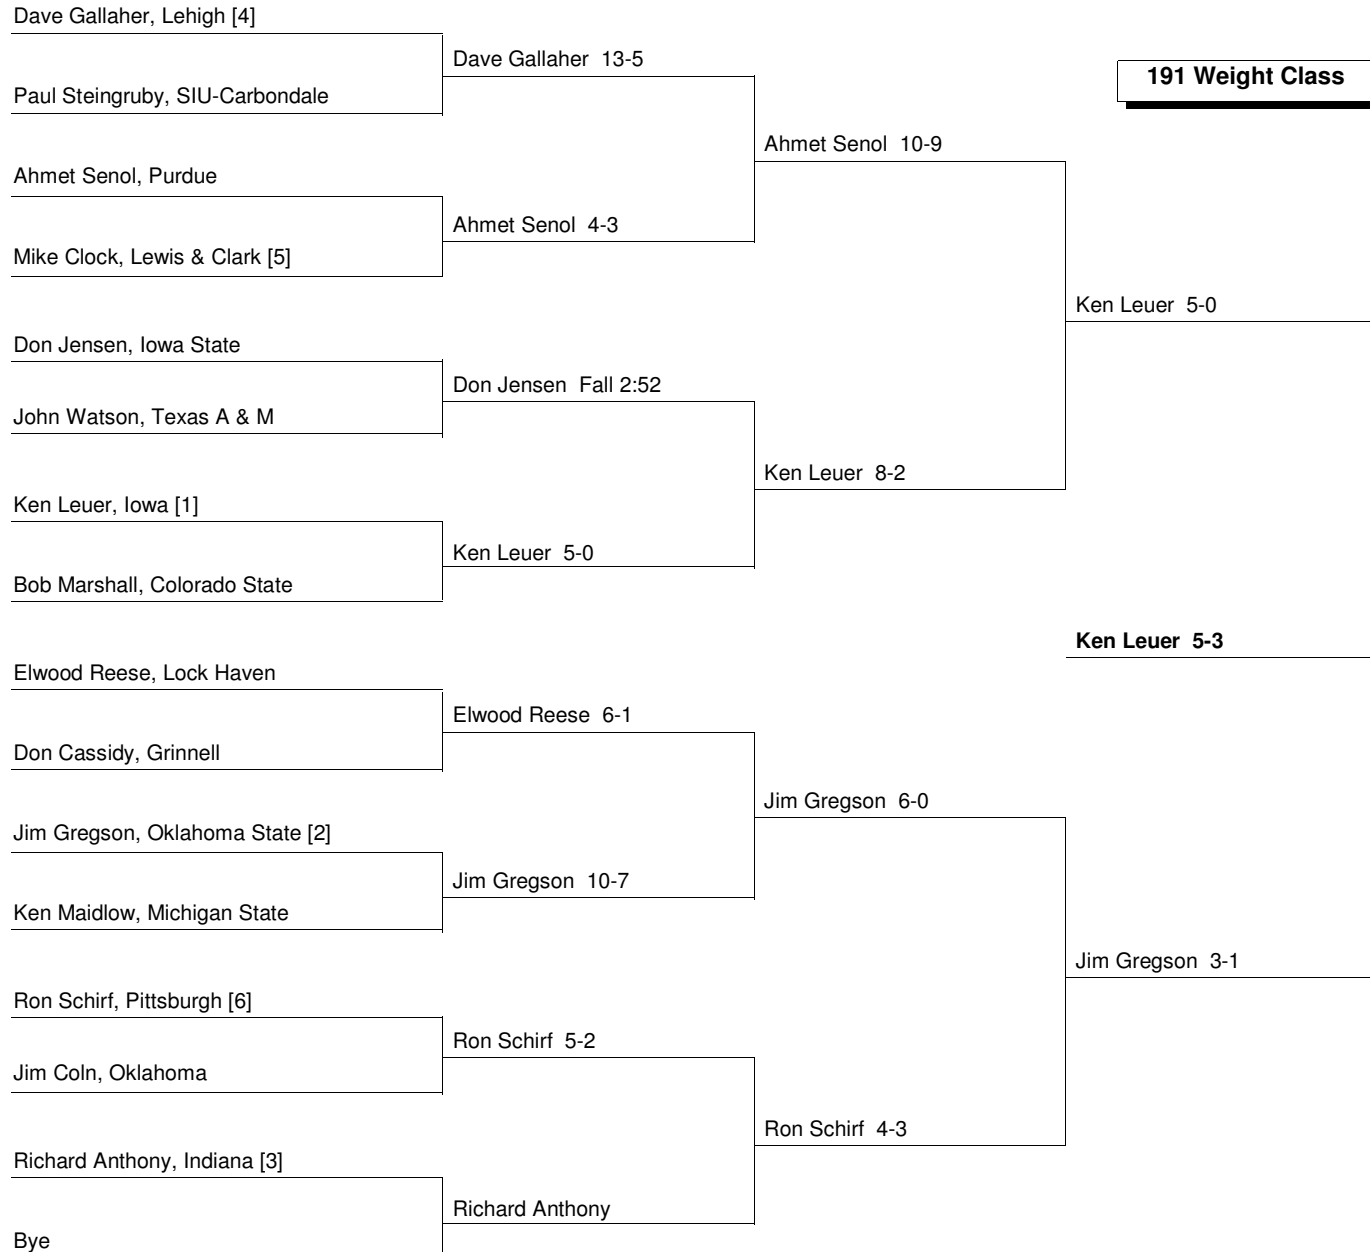 Dave Gallaher, Lehigh [4]
Dave Gallaher 13-5
191 Weight Class
Paul Steingruby, SIU-Carbondale
Ahmet Senol 10-9
Ahmet Senol, Purdue
Ahmet Senol 4-3
Mike Clock, Lewis & Clark [5]
Ken Leuer 5-0
Don Jensen, Iowa State
Don Jensen Fall 2:52
John Watson, Texas A & M
Ken Leuer 8-2
Ken Leuer, Iowa [1]
Ken Leuer 5-0
Bob Marshall, Colorado State
Ken Leuer 5-3
Elwood Reese, Lock Haven
Elwood Reese 6-1
Don Cassidy, Grinnell
Jim Gregson 6-0
Jim Gregson, Oklahoma State [2]
Jim Gregson 10-7
Ken Maidlow, Michigan State
Jim Gregson 3-1
Ron Schirf, Pittsburgh [6]
Ron Schirf 5-2
Jim Coln, Oklahoma
Ron Schirf 4-3
Richard Anthony, Indiana [3]
Richard Anthony
Bye